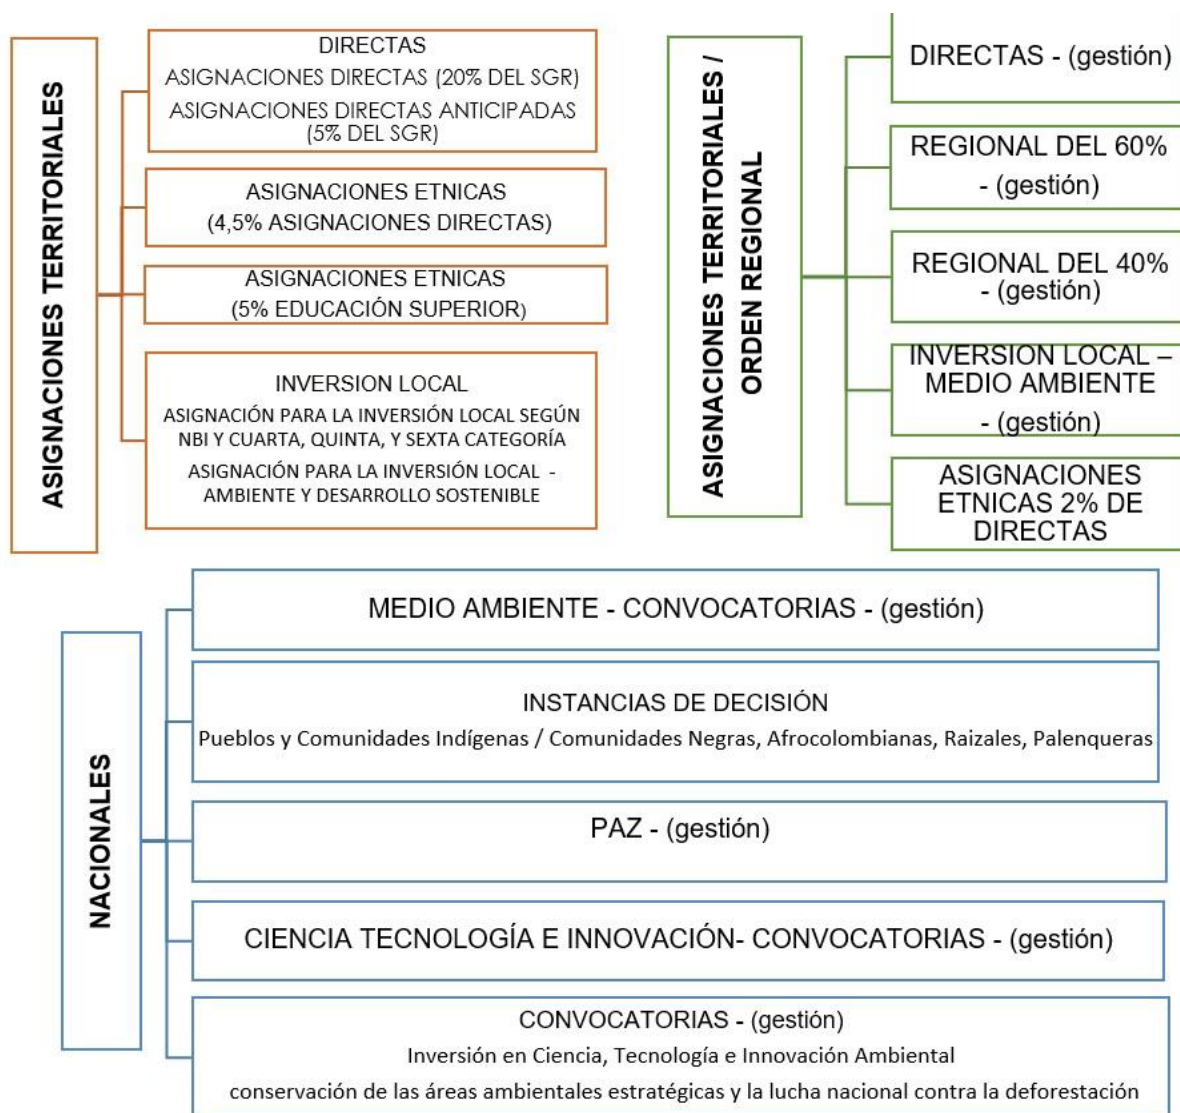 ASIGNACIONES TERRITORIALES
DIRECTAS
ASIGNACIONES DIRECTAS (20% DEL SGR)
ASIGNACIONES DIRECTAS ANTICIPADAS
(5% DEL SGR)
ASIGNACIONES ETNICAS
(4,5% ASIGNACIONES DIRECTAS)
ASIGNACIONES ETNICAS
(5% EDUCACIÓN SUPERIOR)
INVERSION LOCAL
ASIGNACIÓN PARA LA INVERSIÓN LOCAL SEGÚN
NBI Y CUARTA, QUINTA, Y SEXTA CATEGORÍA
ASIGNACIÓN PARA LA INVERSIÓN LOCAL -
AMBIENTE Y DESARROLLO SOSTENIBLE
ASIGNACIONES TERRITORIALES /
ORDEN REGIONAL
DIRECTAS - (gestión)
REGIONAL DEL 60%
- (gestión)
REGIONAL DEL 40%
- (gestión)
INVERSION LOCAL –
MEDIO AMBIENTE
- (gestión)
ASIGNACIONES
ETNICAS 2% DE
DIRECTAS
NACIONALES
MEDIO AMBIENTE - CONVOCATORIAS - (gestión)
INSTANCIAS DE DECISIÓN
Pueblos y Comunidades Indígenas / Comunidades Negras, Afrocolombianas, Raizales, Palenqueras
PAZ - (gestión)
CIENCIA TECNOLOGÍA E INNOVACIÓN- CONVOCATORIAS - (gestión)
CONVOCATORIAS - (gestión)
Inversión en Ciencia, Tecnología e Innovación Ambiental
conservación de las áreas ambientales estratégicas y la lucha nacional contra la deforestación